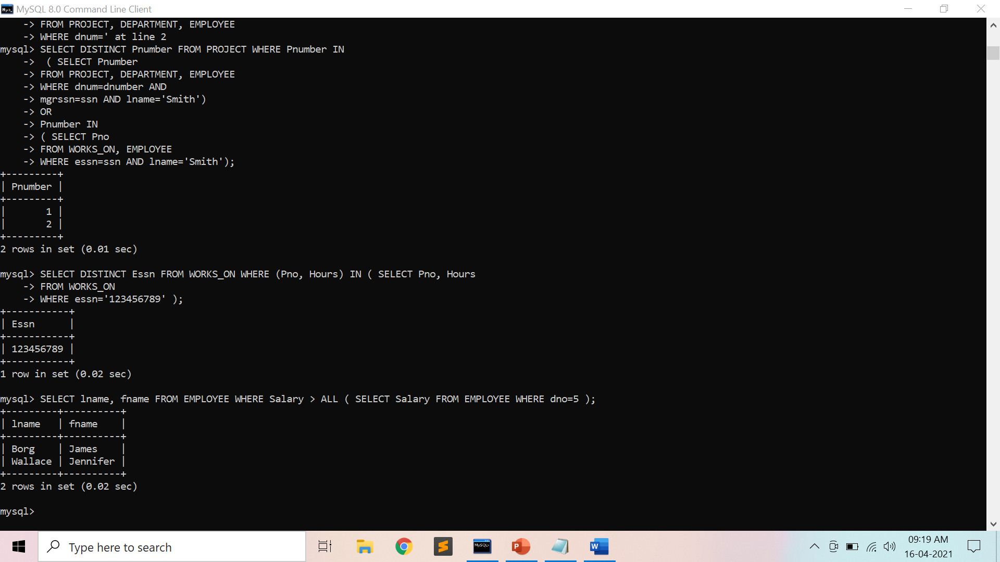 MySQL 8.0 Command Line Client
    -> FROM PROJECT, DEPARTMENT, EMPLOYEE
    -> WHERE dnum=' at line 2
mysql> SELECT DISTINCT Pnumber FROM PROJECT WHERE Pnumber IN
    ->  ( SELECT Pnumber
    -> FROM PROJECT, DEPARTMENT, EMPLOYEE
    -> WHERE dnum=dnumber AND
    -> mgrssn=ssn AND lname='Smith')
    -> OR
    -> Pnumber IN
    -> ( SELECT Pno
    -> FROM WORKS_ON, EMPLOYEE
    -> WHERE essn=ssn AND lname='Smith');
+---------+
| Pnumber |
+---------+
|       1 |
|       2 |
+---------+
2 rows in set (0.01 sec)

mysql> SELECT DISTINCT Essn FROM WORKS_ON WHERE (Pno, Hours) IN ( SELECT Pno, Hours
    -> FROM WORKS_ON
    -> WHERE essn='123456789' );
+-----------+
| Essn      |
+-----------+
| 123456789 |
+-----------+
1 row in set (0.02 sec)

mysql> SELECT lname, fname FROM EMPLOYEE WHERE Salary > ALL ( SELECT Salary FROM EMPLOYEE WHERE dno=5 );
+---------+----------+
| lname   | fname    |
+---------+----------+
| Borg    | James    |
| Wallace | Jennifer |
+---------+----------+
2 rows in set (0.02 sec)

mysql>
Type here to search
MySQL>
P
W
09:19 AM
16-04-2021